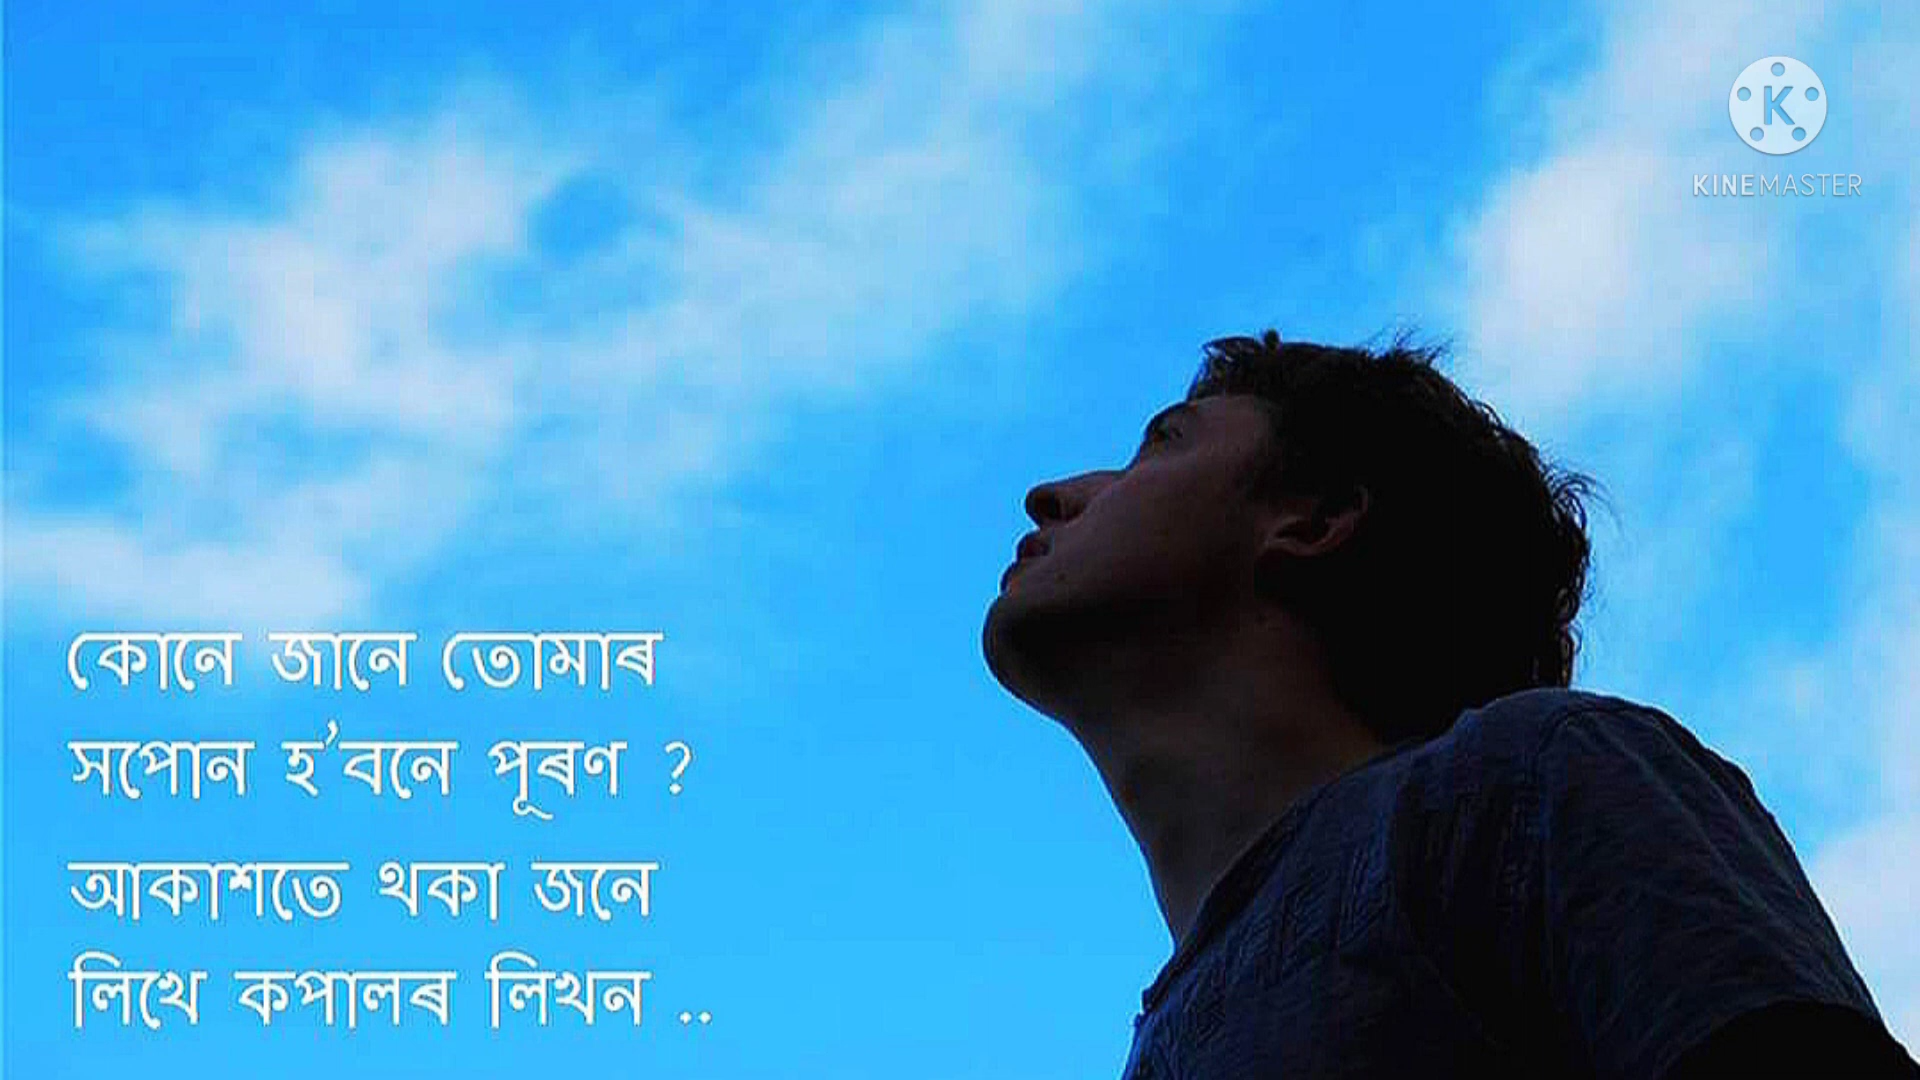 KINEMASTER
কোনে জানে তোমাৰ
সপোন হ’বনে পূৰণ ?
আকাশতে থকা জনে
লিখে কপালৰ লিখন ..